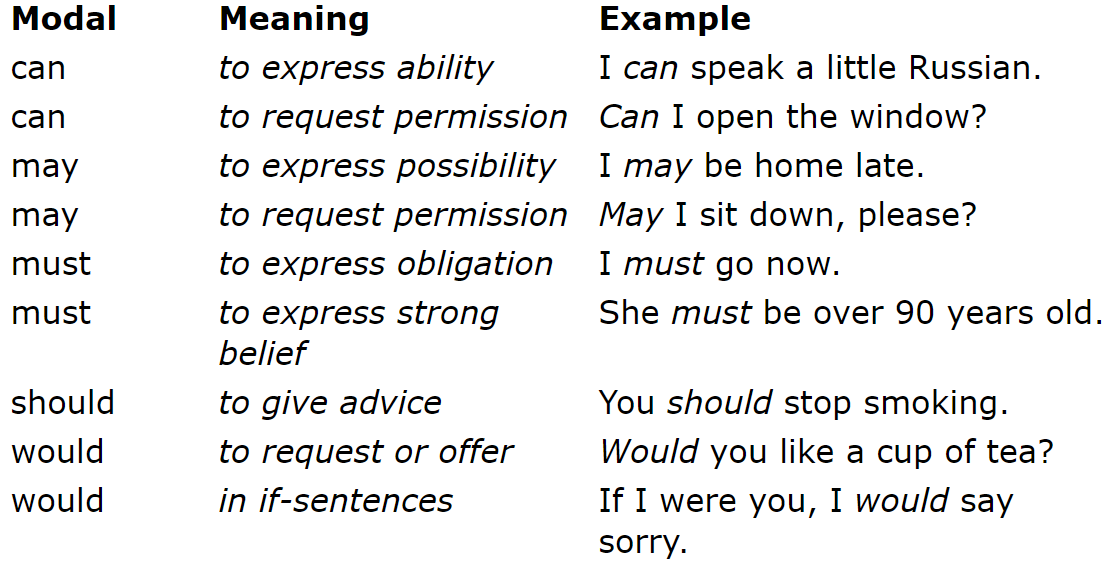 Modal Meaning Example
can to express ability I can speak a little Russian.
can to request permission Can I open the window?
may to express possibility I may be home late.
may to request permission May I sit down, please?
must to express obligation I must go now.
must to express strong She must be over 90 years old.
belief
should to give advice You should stop smoking.
would to request or offer Would you like a cup of tea?
would in if-sentences If I were you, I would say
sorry.